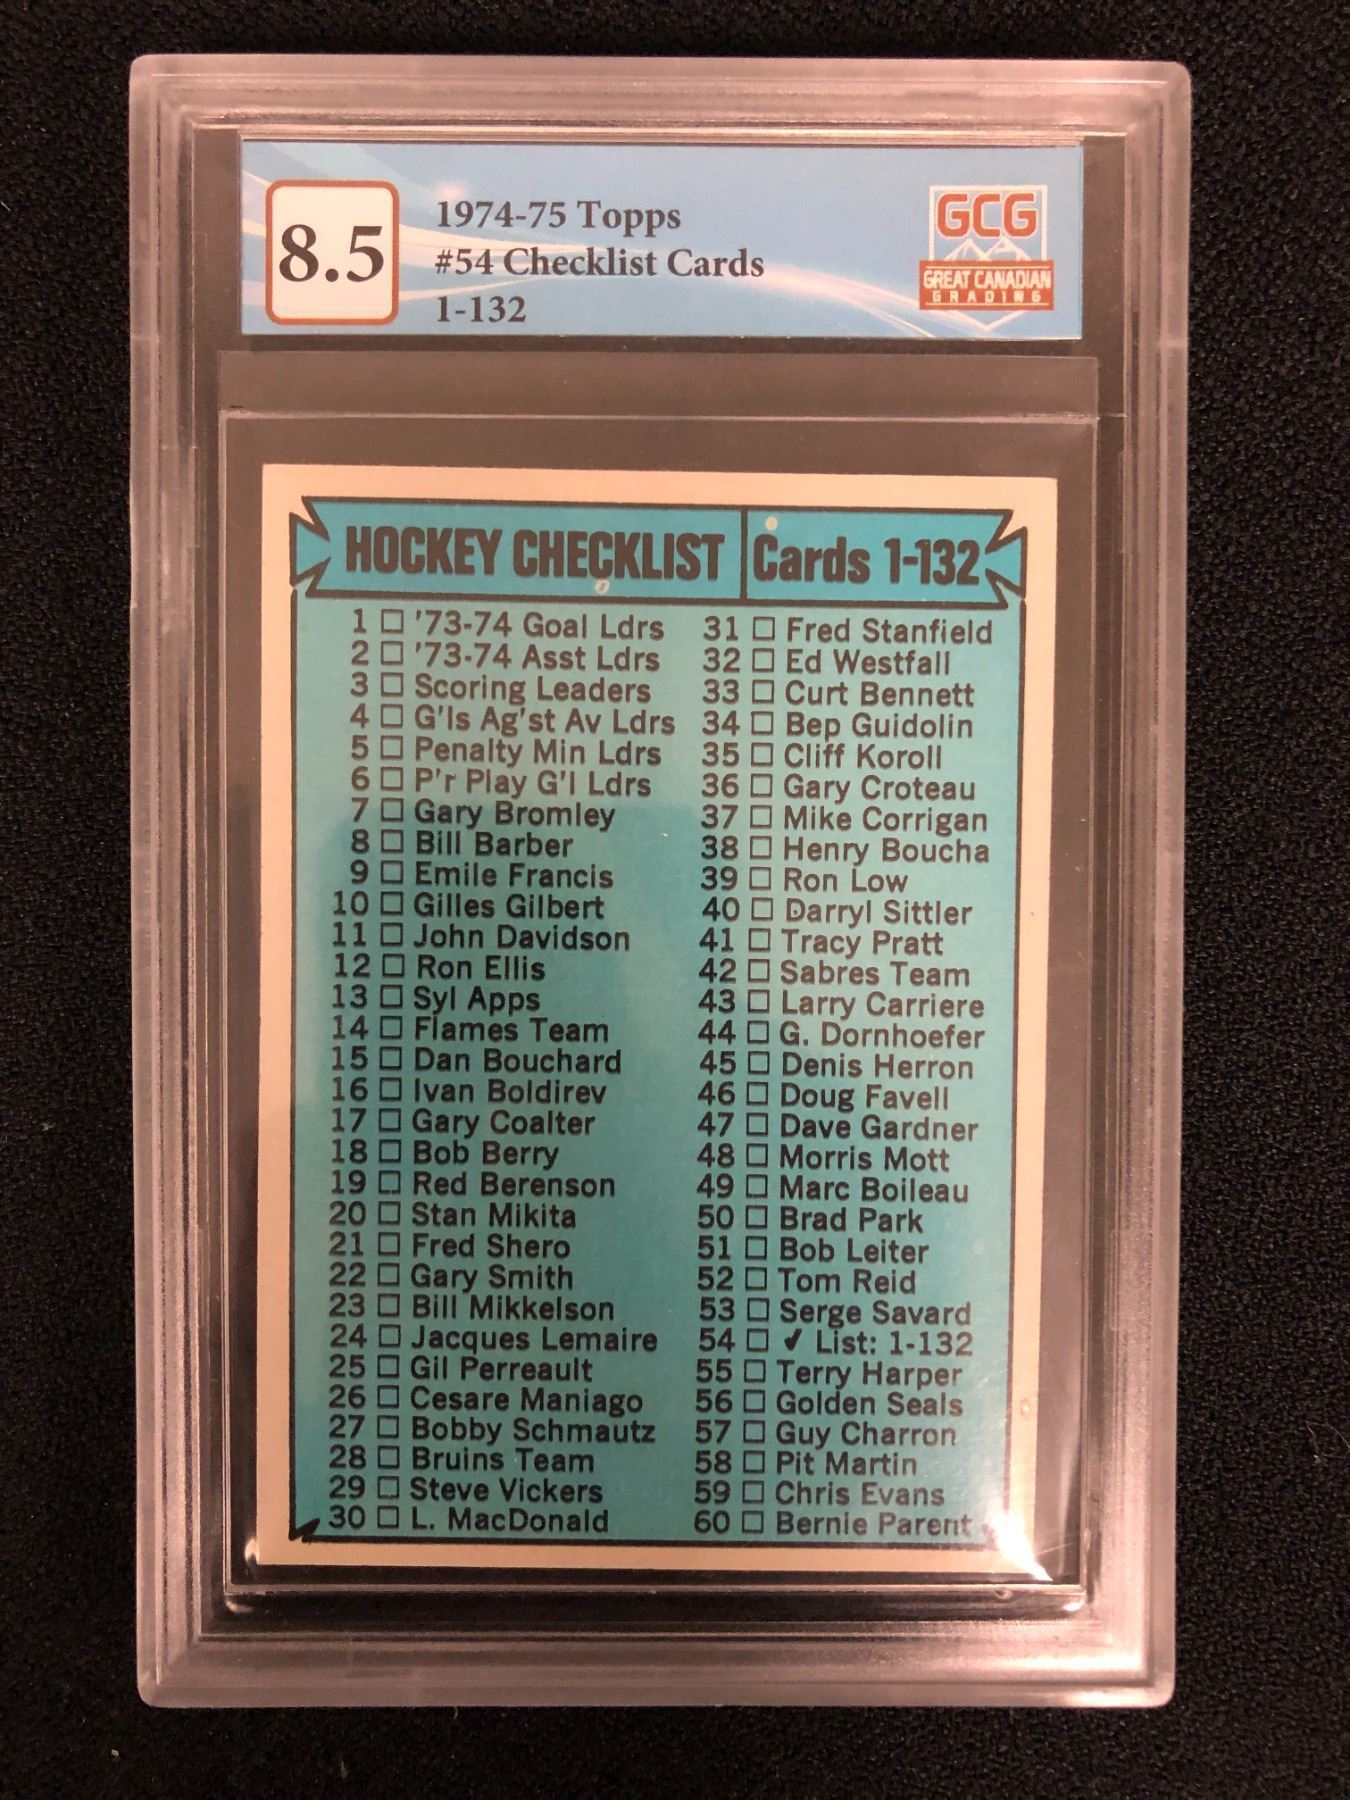 8.5
1974-75 Topps
#54 Checklist Cards
1-132
GCG
GREAT CANADIAN
GRADING
HOCKEY CHECKLIST Cards 1-132
1 ☐ '73-74 Goal Ldrs
2 ☐ '73-74 Asst Ldrs
3 ☐ Scoring Leaders
4 ☐ G'ls Ag'st Av Ldrs
5 ☐ Penalty Min Ldrs
6 ☐ P'r Play G'l Ldrs
7 ☐ Gary Bromley
8 ☐ Bill Barber
9 ☐ Emile Francis
10 ☐ Gilles Gilbert
11 ☐ John Davidson
12 ☐ Ron Ellis
13 ☐ Syl Apps
14 ☐ Flames Team
15 ☐ Dan Bouchard
16 ☐ Ivan Boldirev
17 ☐ Gary Coalter
18 ☐ Bob Berry
19 ☐ Red Berenson
20 ☐ Stan Mikita
21 ☐ Fred Shero
22 ☐ Gary Smith
23 ☐ Bill Mikkelson
24 ☐ Jacques Lemaire
25 ☐ Gil Perreault
26 ☐ Cesare Maniago
27 ☐ Bobby Schmautz
28 ☐ Bruins Team
29 ☐ Steve Vickers
30 ☐ L. MacDonald
31 ☐ Fred Stanfield
32 ☐ Ed Westfall
33 ☐ Curt Bennett
34 ☐ Bep Guidolin
35 ☐ Cliff Koroll
36 ☐ Gary Croteau
37 ☐ Mike Corrigan
38 ☐ Henry Boucha
39 ☐ Ron Low
40 ☐ Darryl Sittler
41 ☐ Tracy Pratt
42 ☐ Sabres Team
43 ☐ Larry Carriere
44 ☐ G. Dornhoefer
45 ☐ Denis Herron
46 ☐ Doug Favell
47 ☐ Dave Gardner
48 ☐ Morris Mott
49 ☐ Marc Boileau
50 ☐ Brad Park
51 ☐ Bob Leiter
52 ☐ Tom Reid
53 ☐ Serge Savard
54 ☐ ✓ List: 1-132
55 ☐ Terry Harper
56 ☐ Golden Seals
57 ☐ Guy Charron
58 ☐ Pit Martin
59 ☐ Chris Evans
60 ☐ Bernie Parent